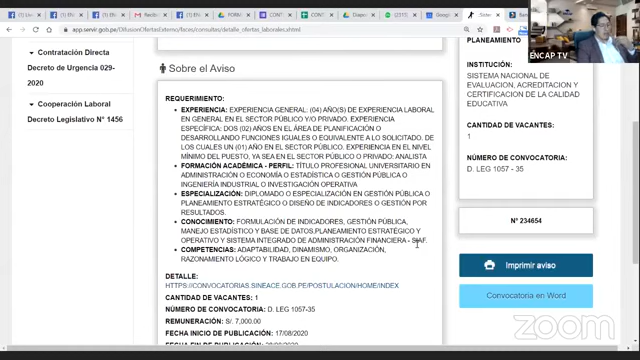 app.servir.gob.pe/DifusionOfertasExterno/faces/consultas/detalle_ofertas_laborales.xhtml
ENCAP TV
Contratación Directa
Decreto de Urgencia 029-
2020
Cooperación Laboral
Decreto Legislativo N° 1456
Sobre el Aviso
REQUERIMIENTO:
EXPERIENCIA: EXPERIENCIA GENERAL: (04) AÑO(S) DE EXPERIENCIA LABORAL
EN GENERAL EN EL SECTOR PÚBLICO Y/O PRIVADO. EXPERIENCIA
ESPECÍFICA: DOS (02) AÑOS EN EL ÁREA DE PLANIFICACIÓN O
DESARROLLANDO FUNCIONES IGUALES O EQUIVALENTE A LO SOLICITADO. DE
LOS CUALES UN (01) AÑO EN EL SECTOR PÚBLICO. EXPERIENCIA EN EL NIVEL
MÍNIMO DEL PUESTO, YA SEA EN EL SECTOR PÚBLICO O PRIVADO: ANALISTA
FORMACIÓN ACADÉMICA - PERFIL: TÍTULO PROFESIONAL UNIVERSITARIO EN
ADMINISTRACIÓN O ECONOMÍA O ESTADÍSTICA O GESTIÓN PÚBLICA O
INGENIERÍA INDUSTRIAL O INVESTIGACIÓN OPERATIVA
ESPECIALIZACIÓN: DIPLOMADO O ESPECIALIZACIÓN EN GESTIÓN PÚBLICA O
PLANEAMIENTO ESTRATÉGICO O DISEÑO DE INDICADORES O GESTIÓN POR
RESULTADOS.
CONOCIMIENTO: FORMULACIÓN DE INDICADORES, GESTIÓN PÚBLICA,
MANEJO ESTADÍSTICO Y BASE DE DATOS,PLANEAMIENTO ESTRATÉGICO Y
OPERATIVO Y SISTEMA INTEGRADO DE ADMINISTRACIÓN FINANCIERA - SIAF.
COMPETENCIAS: ADAPTABILIDAD, DINAMISMO, ORGANIZACIÓN,
RAZONAMIENTO LÓGICO Y TRABAJO EN EQUIPO.
DETALLE:
HTTPS://CONVOCATORIAS.SINEACE.GOB.PE/POSTULACION/HOME/INDEX
CANTIDAD DE VACANTES: 1
NÚMERO DE CONVOCATORIA: D. LEG 1057-35
REMUNERACIÓN: S/. 7,000.00
FECHA INICIO DE PUBLICACIÓN: 17/08/2020
PLANEAMIENTO
INSTITUCIÓN:
SISTEMA NACIONAL DE
EVALUACION, ACREDITACION Y
CERTIFICACION DE LA CALIDAD
EDUCATIVA
CANTIDAD DE VACANTES:
1
NÚMERO DE CONVOCATORIA:
D. LEG 1057 - 35
N° 234654
Imprimir aviso
Convocatoria en Word
zoom